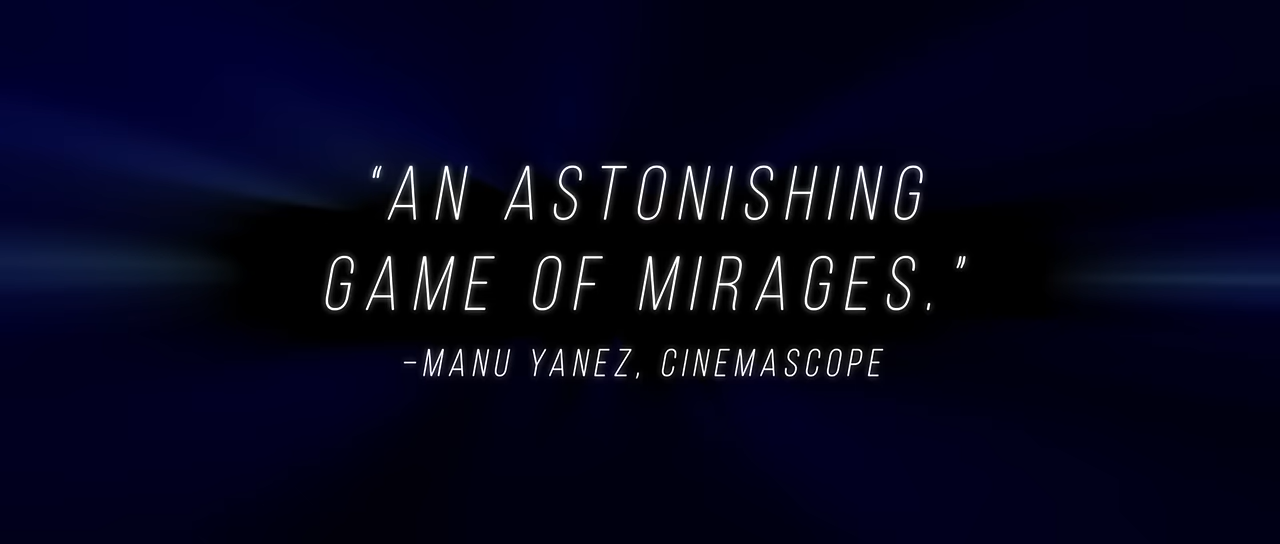 “AN ASTONISHING
GAME OF MIRAGES.”
–MANU YANEZ, CINEMASCOPE